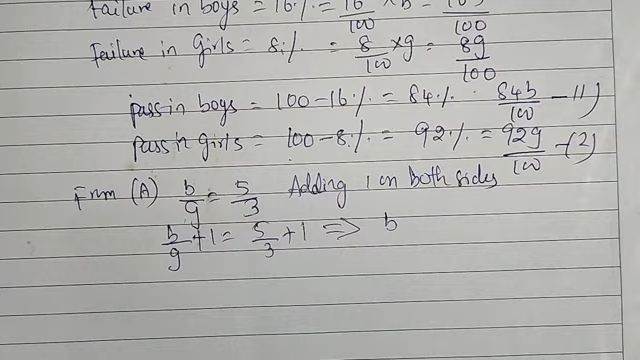 Failure in boys = 16% = 16/100 × b = 16b/100
Failure in Girls = 8% = 8/100 × g = 8g/100
pass in boys = 100 - 16% = 84% 84b/100 - (1)
pass in girls = 100 - 8% = 92% = 92g/100 - (2)
From (A) b/g = 5/3 Adding 1 on both sides
b/g + 1 = 5/3 + 1 ⇒ b